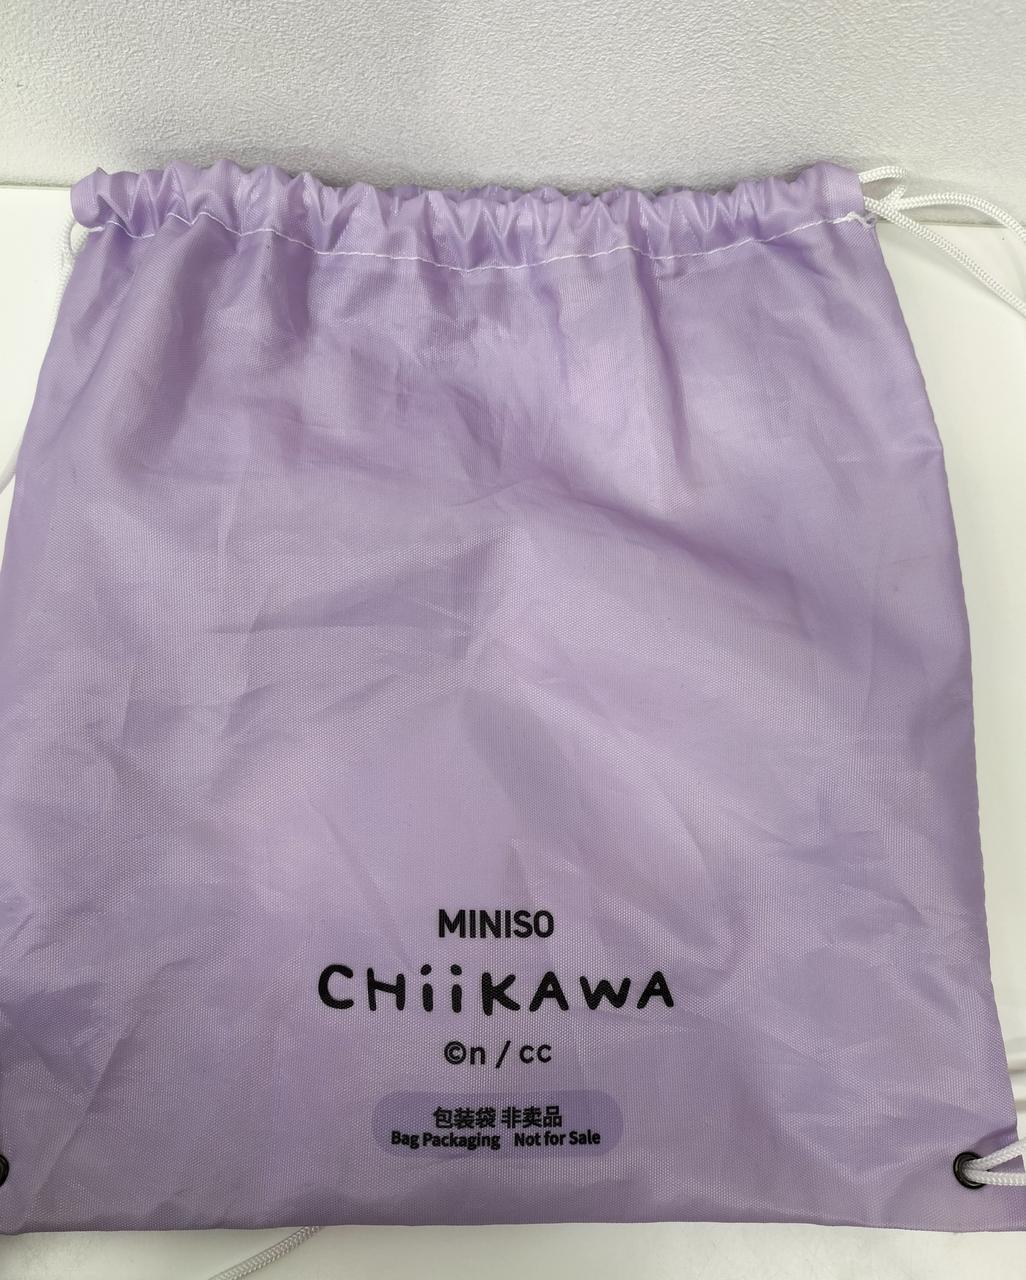 MINISO
CHiiKAWA
©n / cc
包装袋 非卖品
Bag Packaging Not for Sale